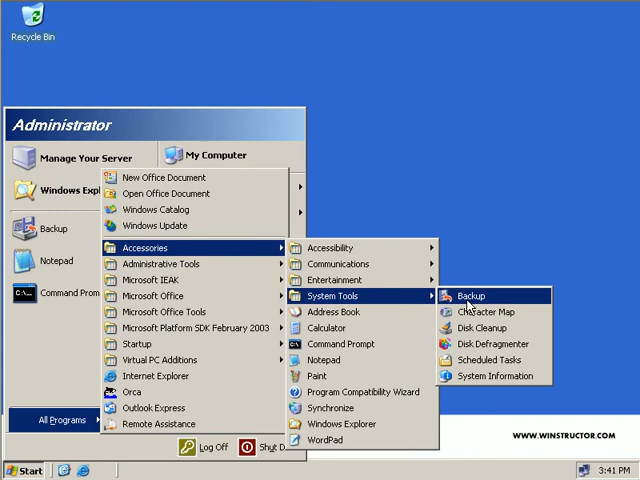 Recycle Bin
Administrator
Manage Your Server
My Computer
Windows Expl
Backup
Notepad
Command Prom
All Programs
Log Off
Shut D
New Office Document
Open Office Document
Windows Catalog
Windows Update
Accessories
Administrative Tools
Microsoft IEAK
Microsoft Office
Microsoft Office Tools
Microsoft Platform SDK February 2003
Startup
Virtual PC Additions
Internet Explorer
Orca
Outlook Express
Remote Assistance
Accessibility
Communications
Entertainment
System Tools
Address Book
Calculator
Command Prompt
Notepad
Paint
Program Compatibility Wizard
Synchronize
Windows Explorer
WordPad
Backup
Character Map
Disk Cleanup
Disk Defragmenter
Scheduled Tasks
System Information
WWW.WINSTRUCTOR.COM
Start
3:41 PM